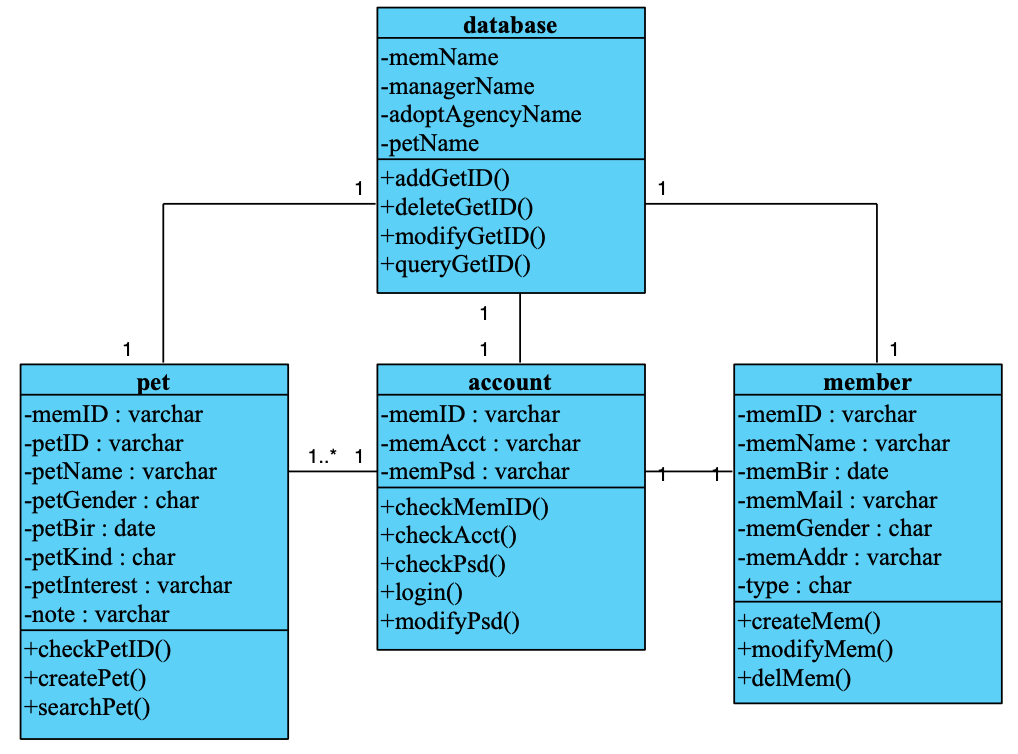 database
-memName
-managerName
-adoptAgencyName
-petName
+addGetID()
+deleteGetID()
+modifyGetID()
+queryGetID()
1
1
1
1
1
1
pet
-memID : varchar
-petID : varchar
-petName : varchar
-petGender : char
-petBir : date
-petKind : char
-petInterest : varchar
-note : varchar
+checkPetID()
+createPet()
+searchPet()
1..* 1
account
-memID : varchar
-memAcct : varchar
-memPsd : varchar
+checkMemID()
+checkAcct()
+checkPsd()
+login()
+modifyPsd()
1 1
member
-memID : varchar
-memName : varchar
-memBir : date
-memMail : varchar
-memGender : char
-memAddr : varchar
-type : char
+createMem()
+modifyMem()
+delMem()